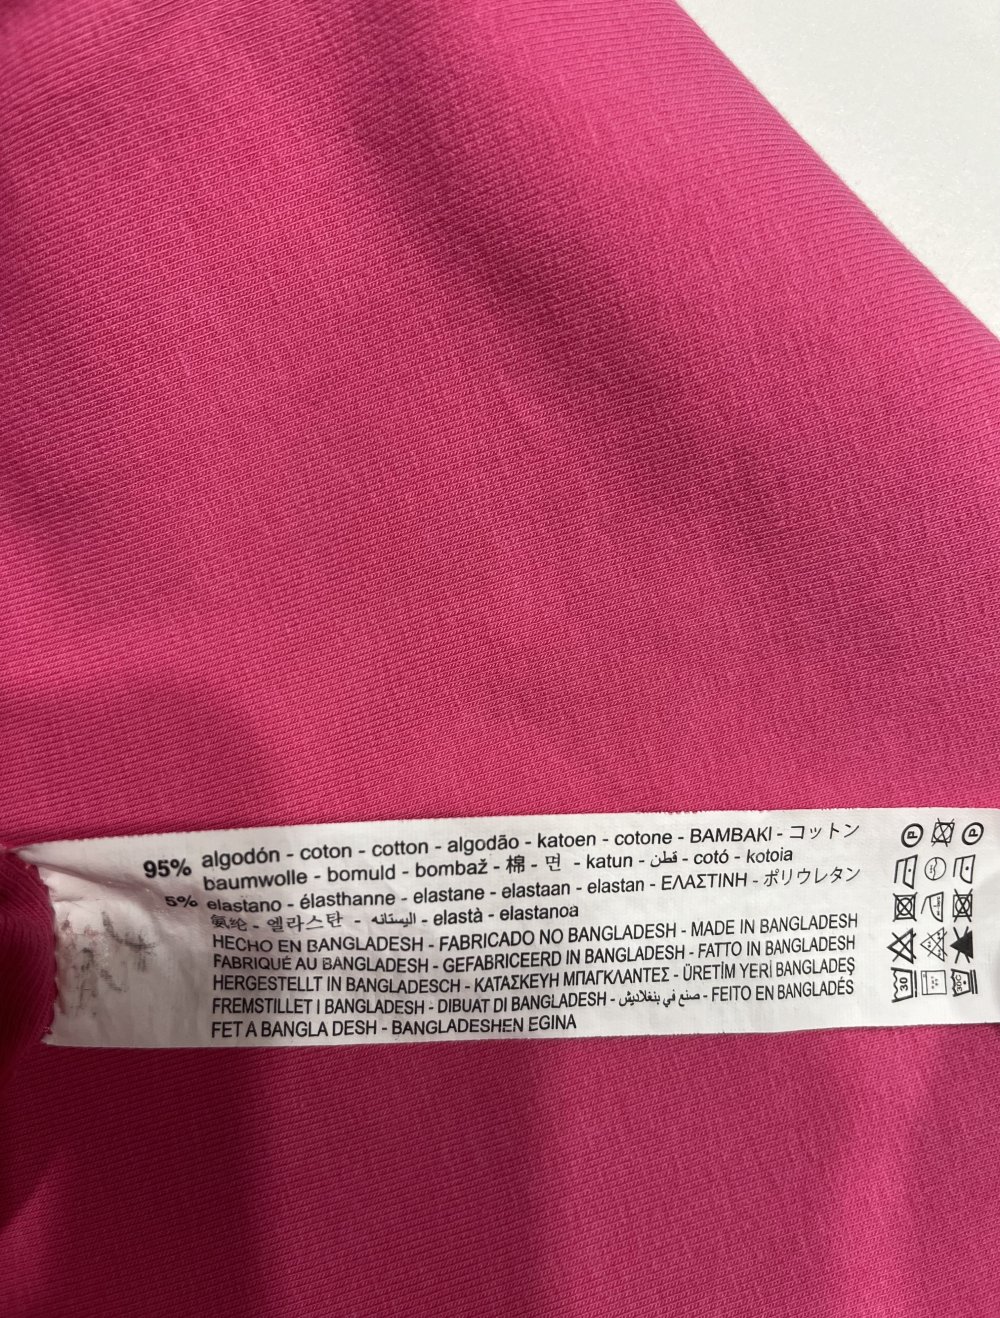 95% algodón - coton - cotton - algodão - katoen - cotone - BAMBAKI - コットン
baumwolle - bomuld - bombaž - 棉 - 면 - katun - قطن - cotó - kotoia
5% elastano - élasthanne - elastane - elastaan - elastan - ΕΛΑΣΤΙΝΗ - ポリウレタン
氨纶 - 엘라스탄 - اليستانه - elastà - elastanoa
HECHO EN BANGLADESH - FABRICADO NO BANGLADESH - MADE IN BANGLADESH
FABRIQUÉ AU BANGLADESH - GEFABRICEERD IN BANGLADESH - FATTO IN BANGLADESH
HERGESTELLT IN BANGLADESCH - ΚΑΤΑΣΚΕΥΗ ΜΠΑΓΚΛΑΝΤΕΣ - ÜRETİM YERİ BANGLADEŞ
FREMSTILLET I BANGLADESH - DIBUAT DI BANGLADESH - صنع في بنغلاديش - FEITO EN BANGLADÉS
FET A BANGLA DESH - BANGLADESHEN EGINA
P P
30 30C